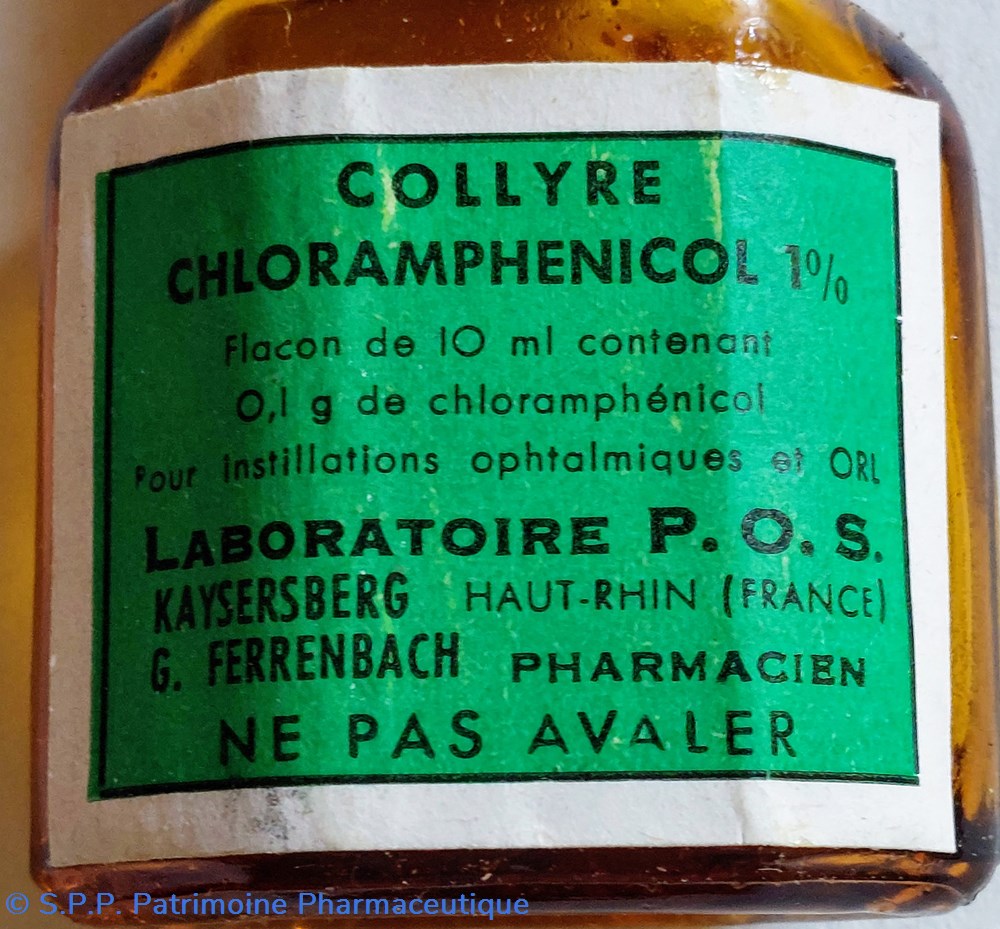 COLLYRE
CHLORAMPHENICOL 1%
Flacon de 10 ml contenant
0,1 g de chloramphénicol
Pour instillations ophtalmiques et ORL
LABORATOIRE P.O.S.
KAYSERSBERG HAUT-RHIN (FRANCE)
G. FERRENBACH PHARMACIEN
NE PAS AVALER
© S.P.P. Patrimoine Pharmaceutique